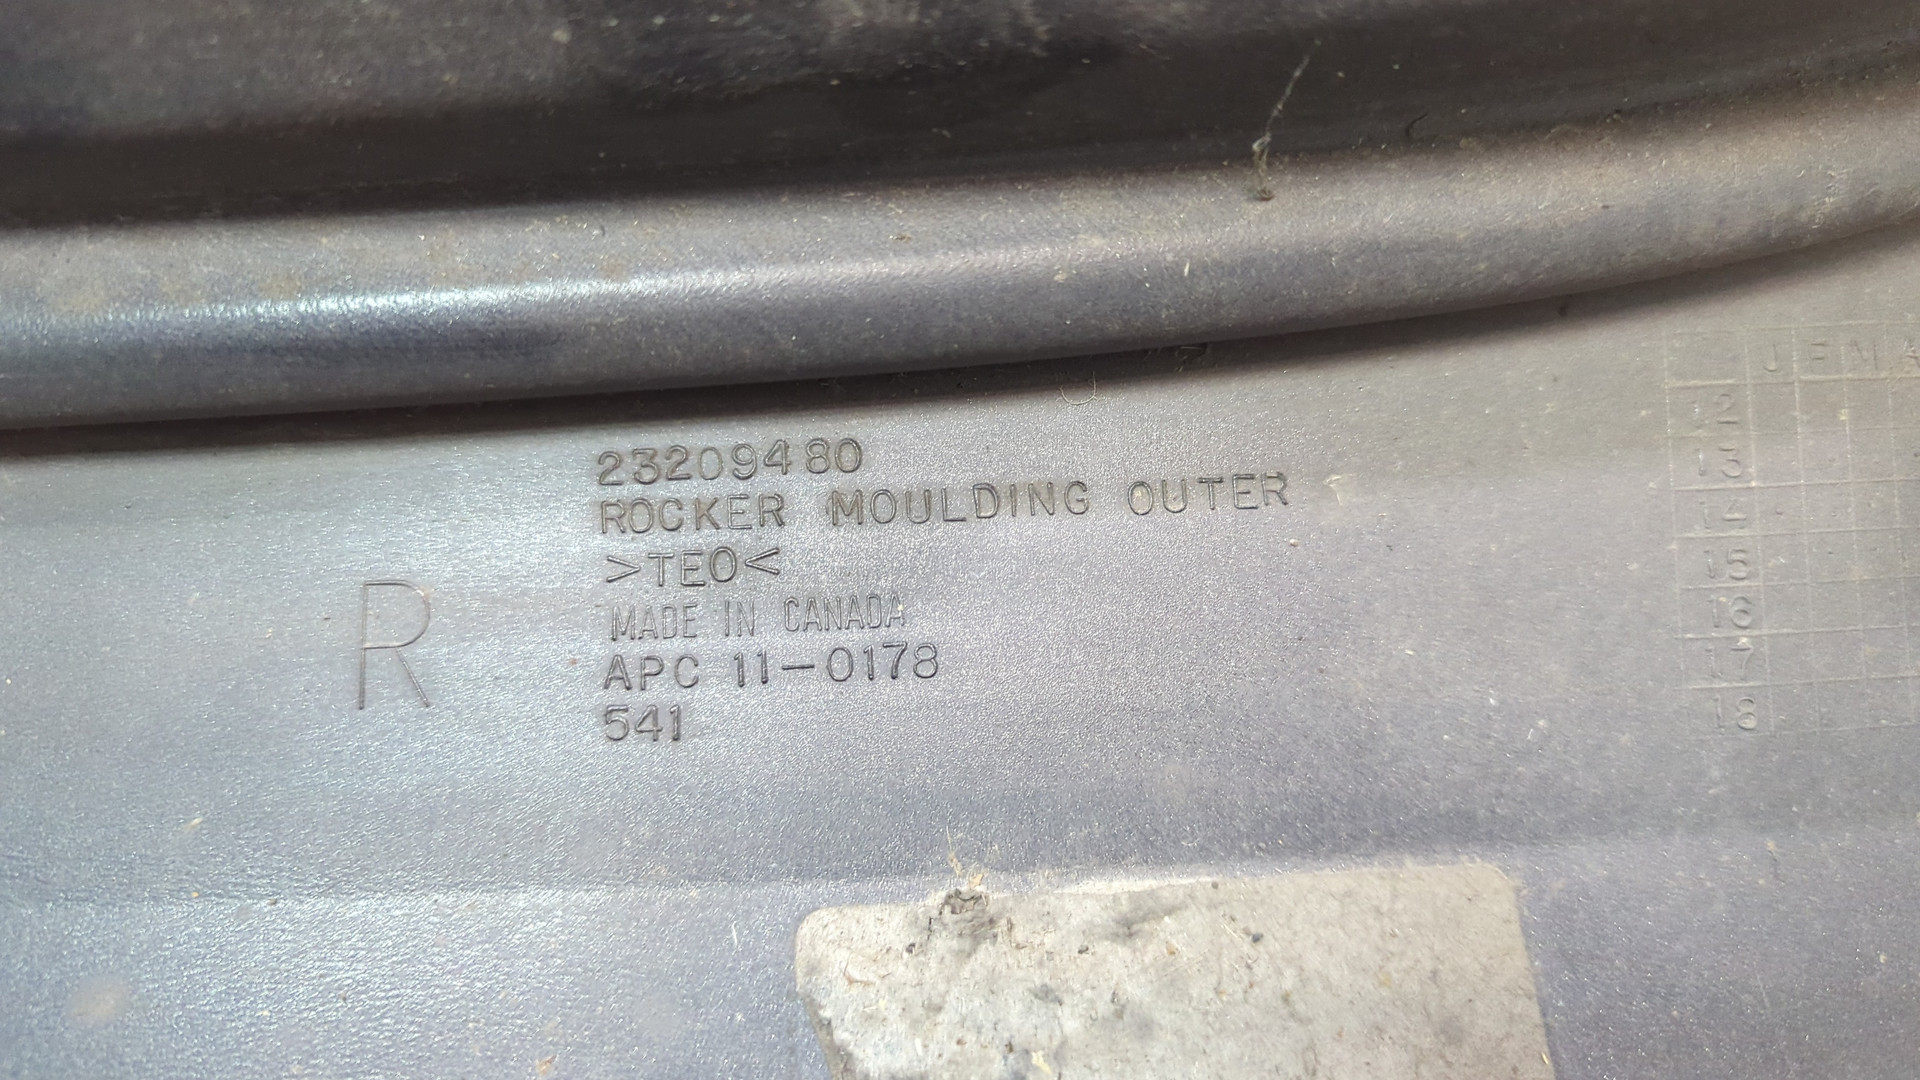 23209480
ROCKER MOULDING OUTER
>TEO<
MADE IN CANADA
APC 11-0178
541
R
J F M A
12
13
14
15
16
17
18